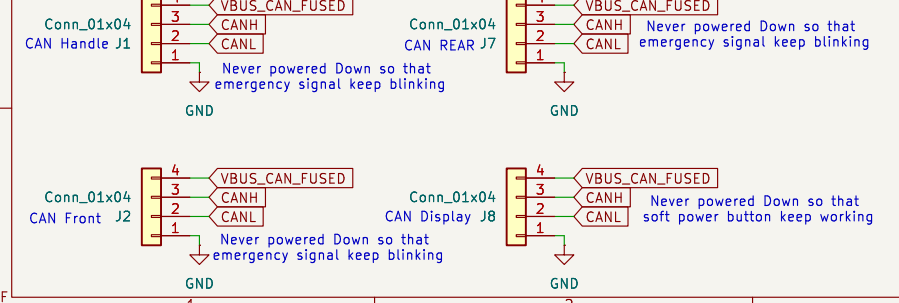 4 VBUS_CAN_FUSED
Conn_01x04 3 CANH
CAN Handle J1 2 CANL
1
Never powered Down so that
emergency signal keep blinking
GND
VBUS_CAN_FUSED
Conn_01x04 3 CANH
CAN REAR J7 2 CANL
1
Never powered Down so that
emergency signal keep blinking
GND
4 VBUS_CAN_FUSED
Conn_01x04 3 CANH
CAN Front J2 2 CANL
1
Never powered Down so that
emergency signal keep blinking
GND
4 VBUS_CAN_FUSED
Conn_01x04 3 CANH
CAN Display J8 2 CANL
1
Never powered Down so that
soft power button keep working
GND
F